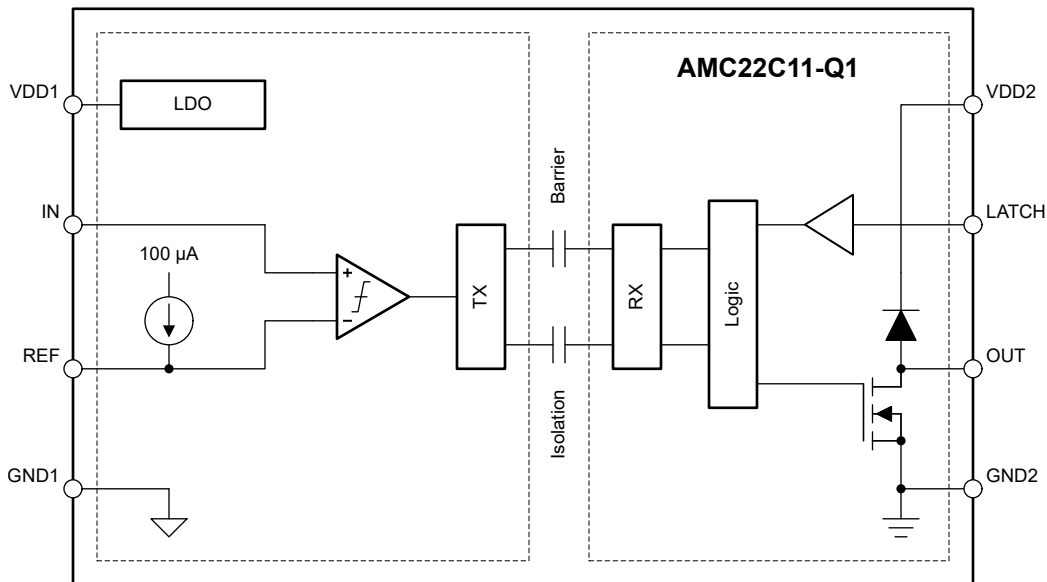 AMC22C11-Q1
VDD1
LDO
VDD2
Barrier
IN
LATCH
100 µA
+
−
TX
RX
Logic
REF
OUT
Isolation
GND1
GND2